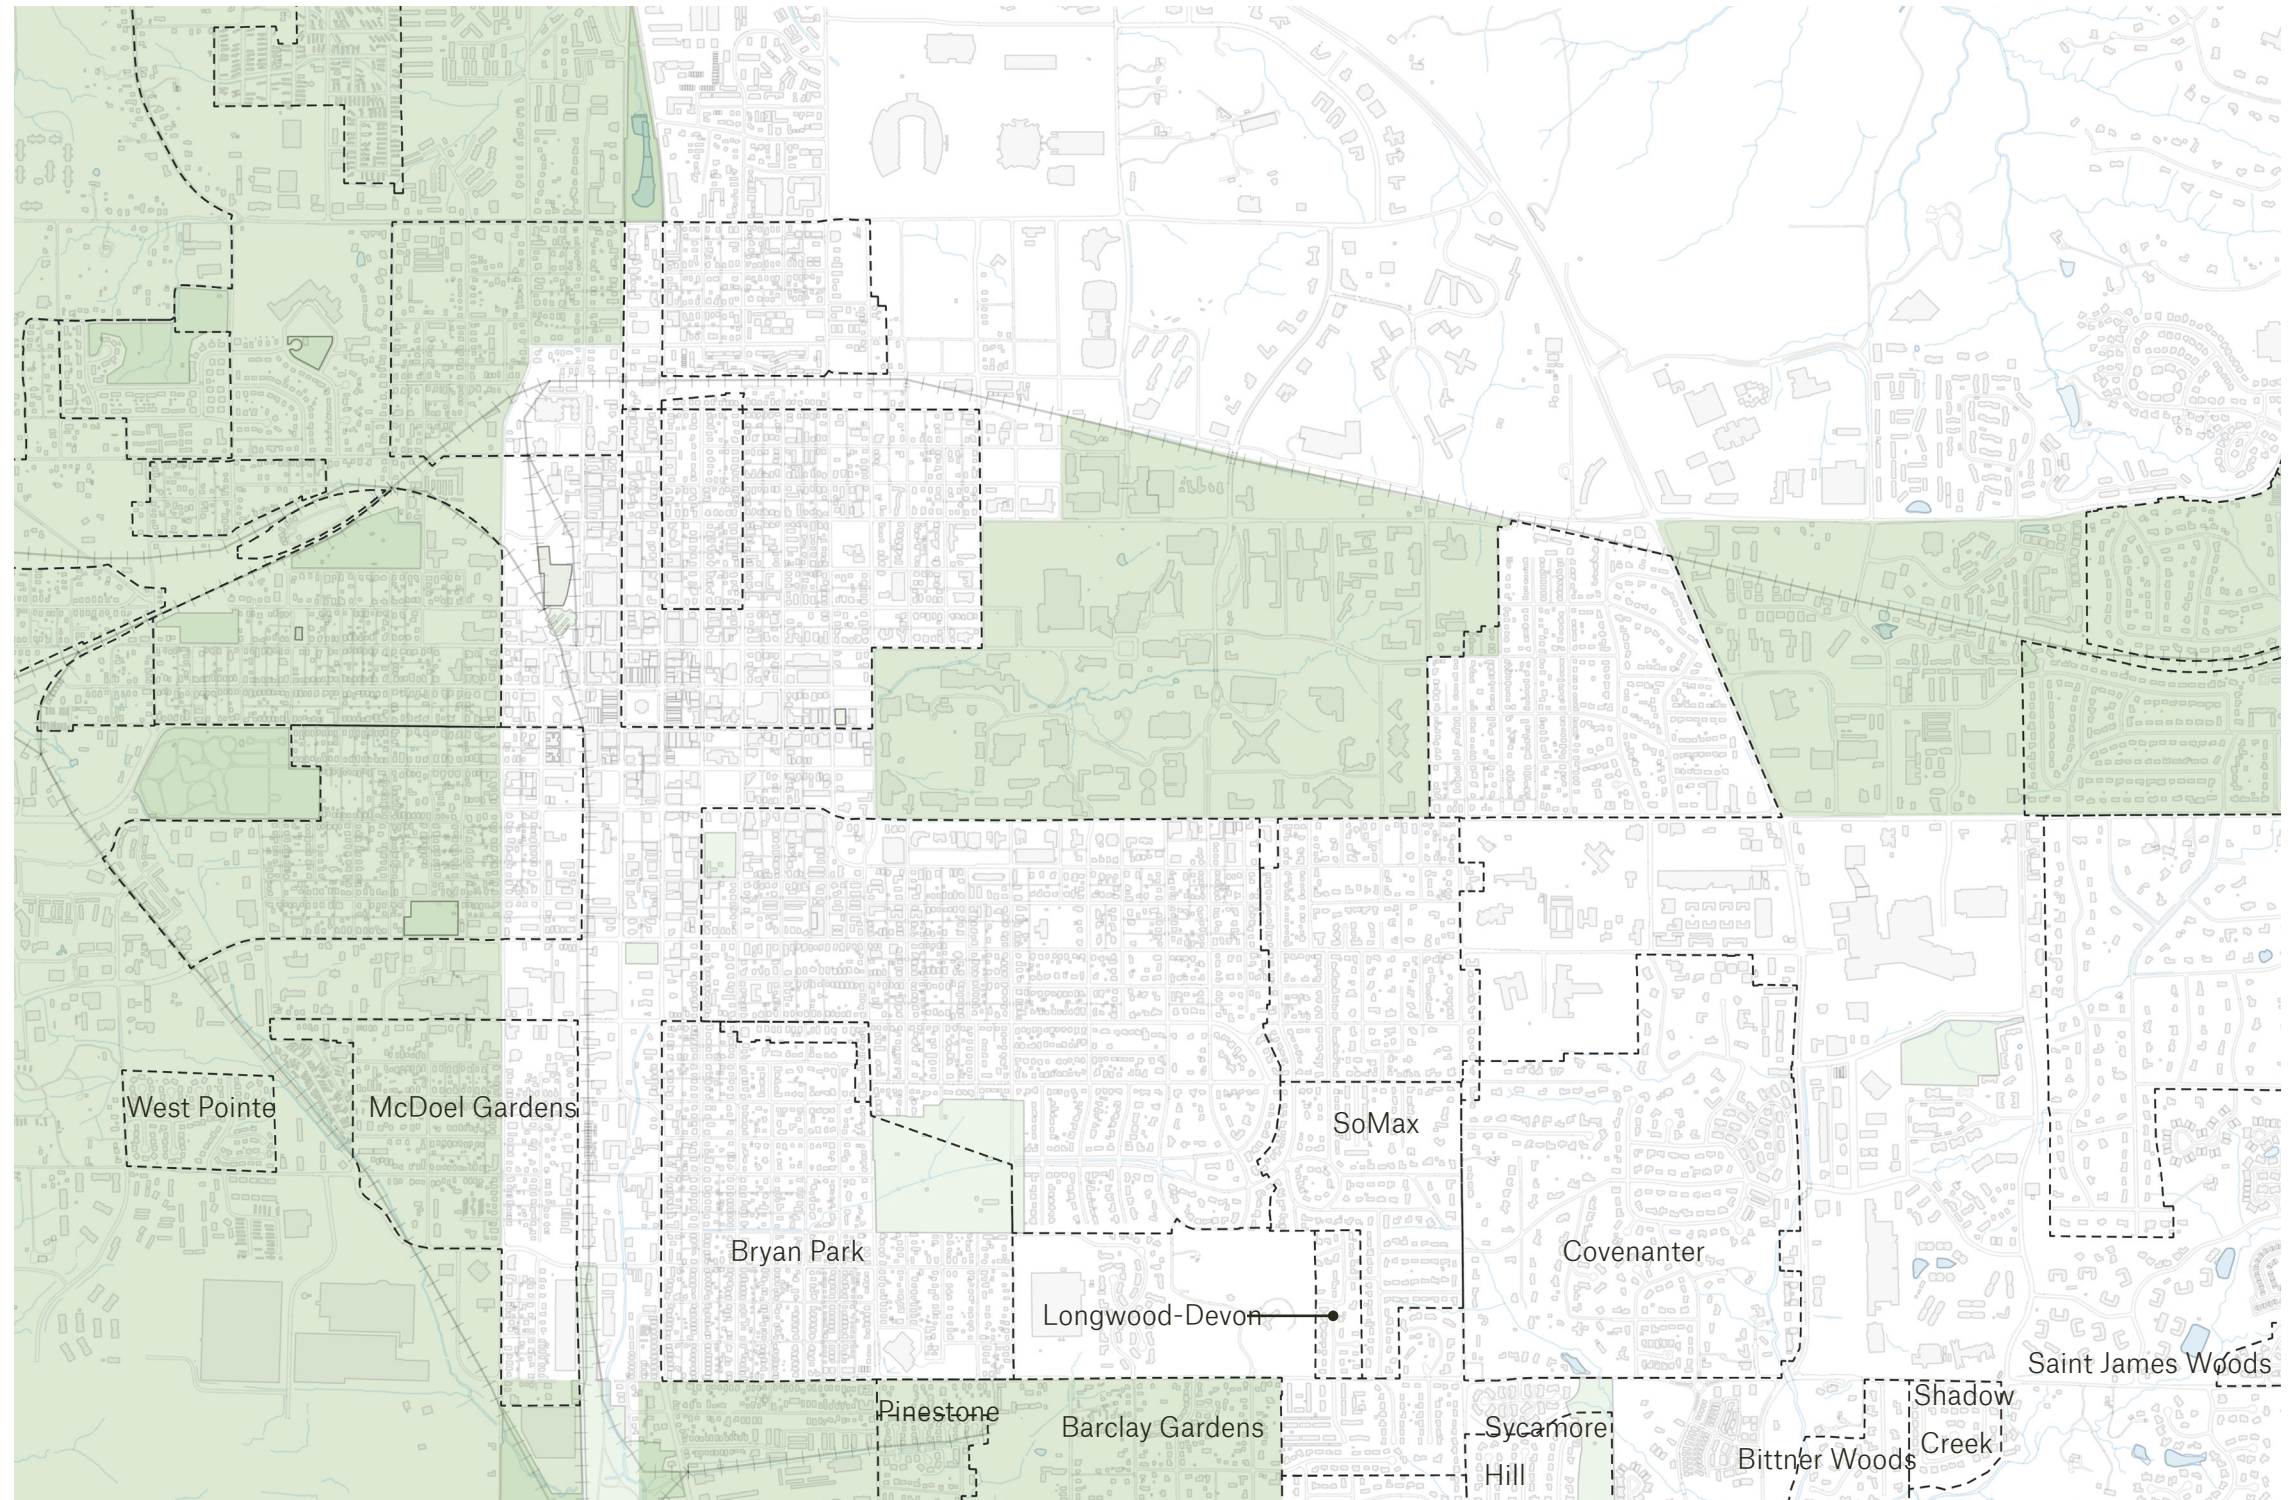 West Pointe
McDoel Gardens
SoMax
Bryan Park
Covenanter
Longwood-Devon
Saint James Woods
Pinestone
Barclay Gardens
Sycamore
Hill
Bittner Woods
Shadow
Creek